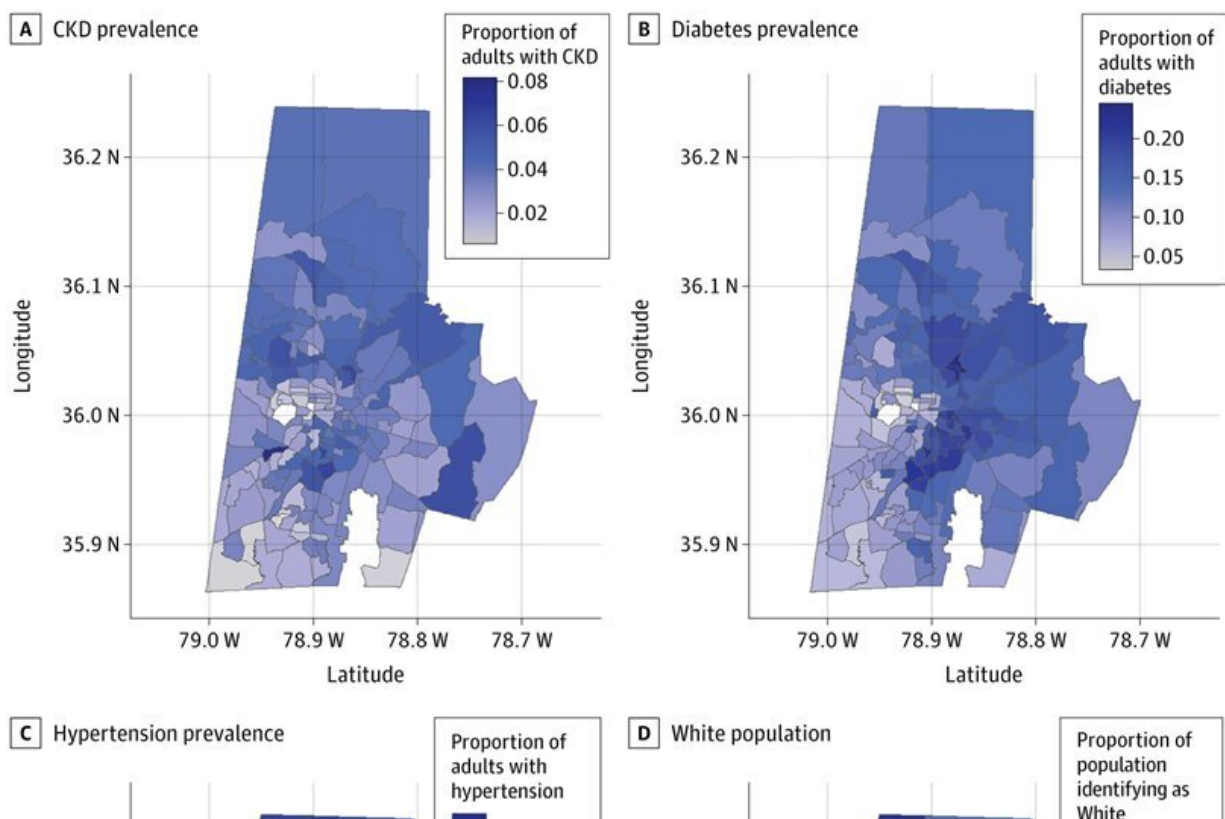 A CKD prevalence
Proportion of
adults with CKD
0.08
0.06
0.04
0.02
36.2 N
36.1 N
36.0 N
35.9 N
Longitude
79.0 W 78.9 W 78.8 W 78.7 W
Latitude
B Diabetes prevalence
Proportion of
adults with
diabetes
0.20
0.15
0.10
0.05
36.2 N
36.1 N
36.0 N
35.9 N
Longitude
79.0 W 78.9 W 78.8 W 78.7 W
Latitude
C Hypertension prevalence
Proportion of
adults with
hypertension
D White population
Proportion of
population
identifying as
White